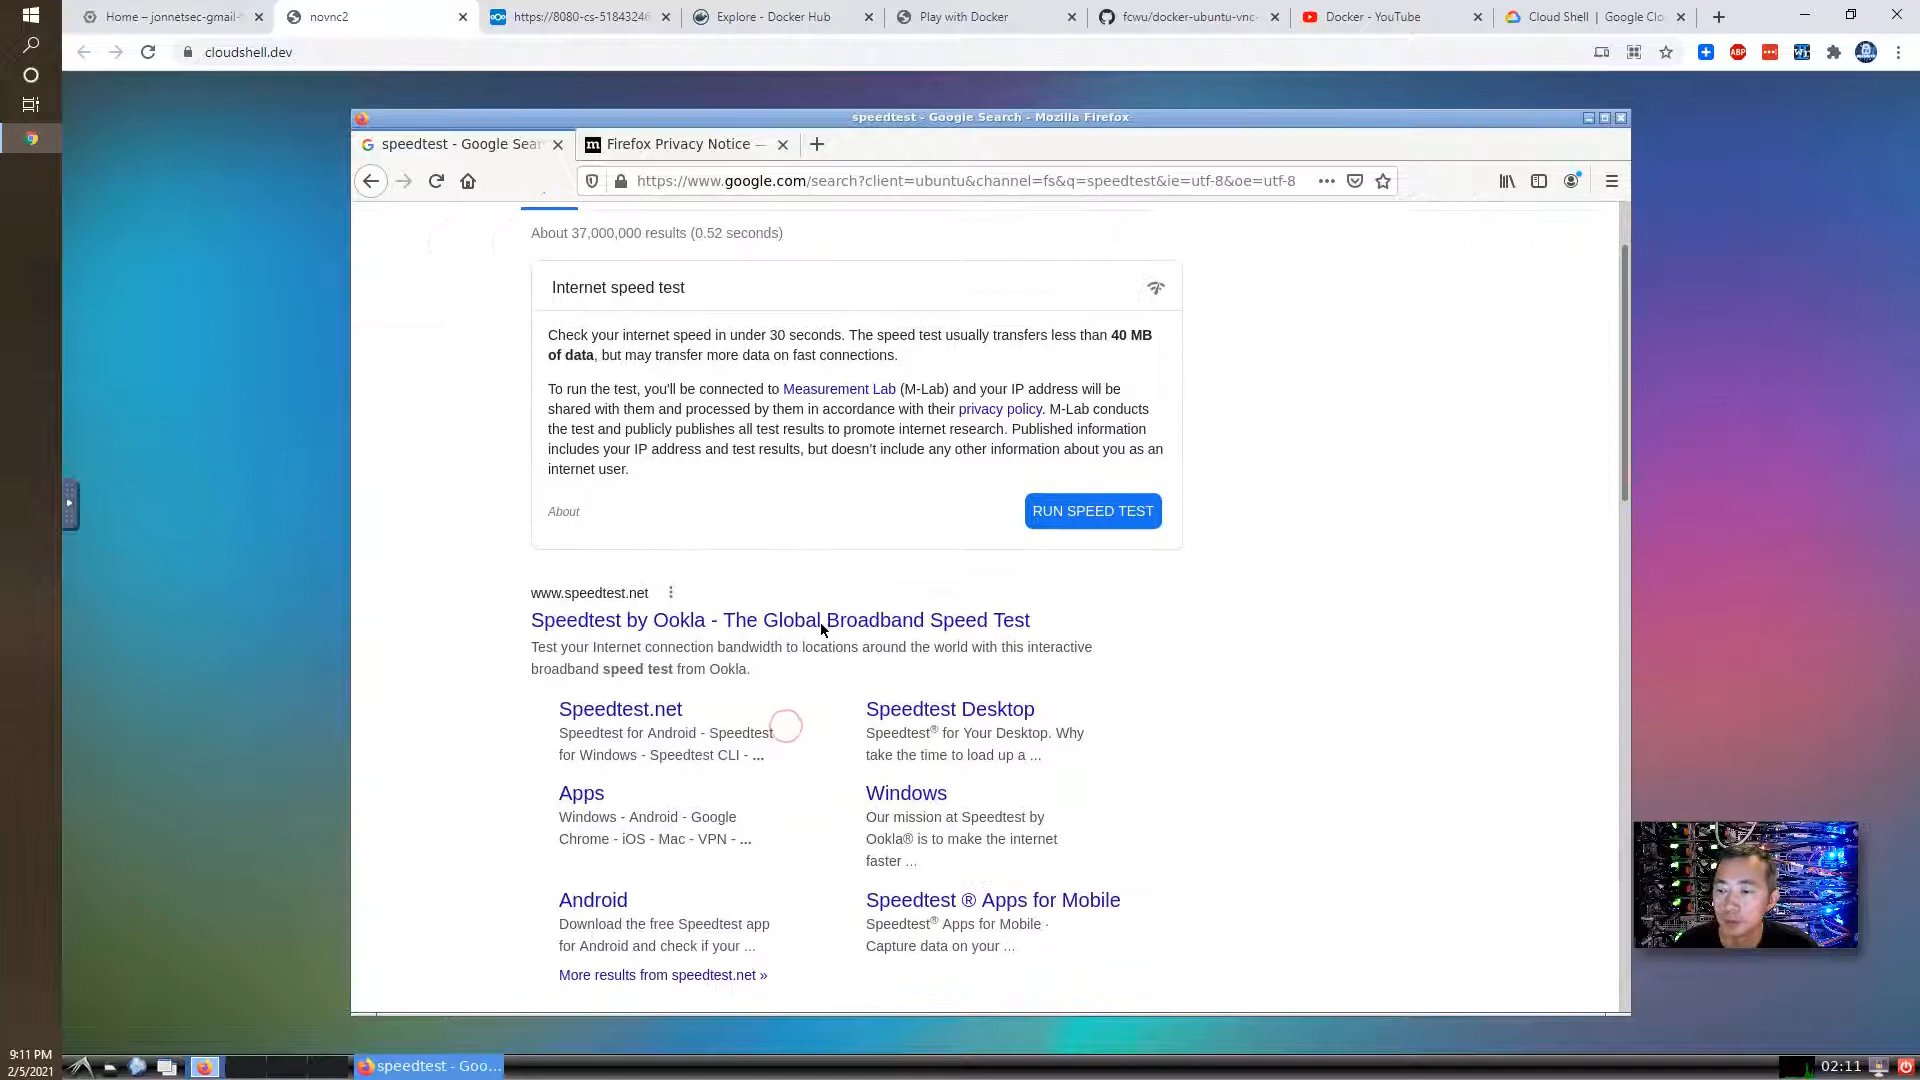 Home – jonnetsec-gmail-
novnc2
https://8080-cs-51843246
Explore - Docker Hub
Play with Docker
fcwu/docker-ubuntu-vnc-
Docker - YouTube
Cloud Shell | Google Clo
cloudshell.dev
ABP
speedtest - Google Search - Mozilla Firefox
speedtest - Google Sear
Firefox Privacy Notice —
https://www.google.com/search?client=ubuntu&channel=fs&q=speedtest&ie=utf-8&oe=utf-8
About 37,000,000 results (0.52 seconds)
Internet speed test
Check your internet speed in under 30 seconds. The speed test usually transfers less than 40 MB
of data, but may transfer more data on fast connections.
To run the test, you'll be connected to Measurement Lab (M-Lab) and your IP address will be
shared with them and processed by them in accordance with their privacy policy. M-Lab conducts
the test and publicly publishes all test results to promote internet research. Published information
includes your IP address and test results, but doesn’t include any other information about you as an
internet user.
About
RUN SPEED TEST
www.speedtest.net
Speedtest by Ookla - The Global Broadband Speed Test
Test your Internet connection bandwidth to locations around the world with this interactive
broadband speed test from Ookla.
Speedtest.net
Speedtest for Android - Speedtest
for Windows - Speedtest CLI - ...
Speedtest Desktop
Speedtest® for Your Desktop. Why
take the time to load up a ...
Apps
Windows - Android - Google
Chrome - iOS - Mac - VPN - ...
Windows
Our mission at Speedtest by
Ookla® is to make the internet
faster ...
Android
Download the free Speedtest app
for Android and check if your ...
Speedtest ® Apps for Mobile
Speedtest® Apps for Mobile ·
Capture data on your ...
More results from speedtest.net »
9:11 PM
2/5/2021
speedtest - Goo...
02:11